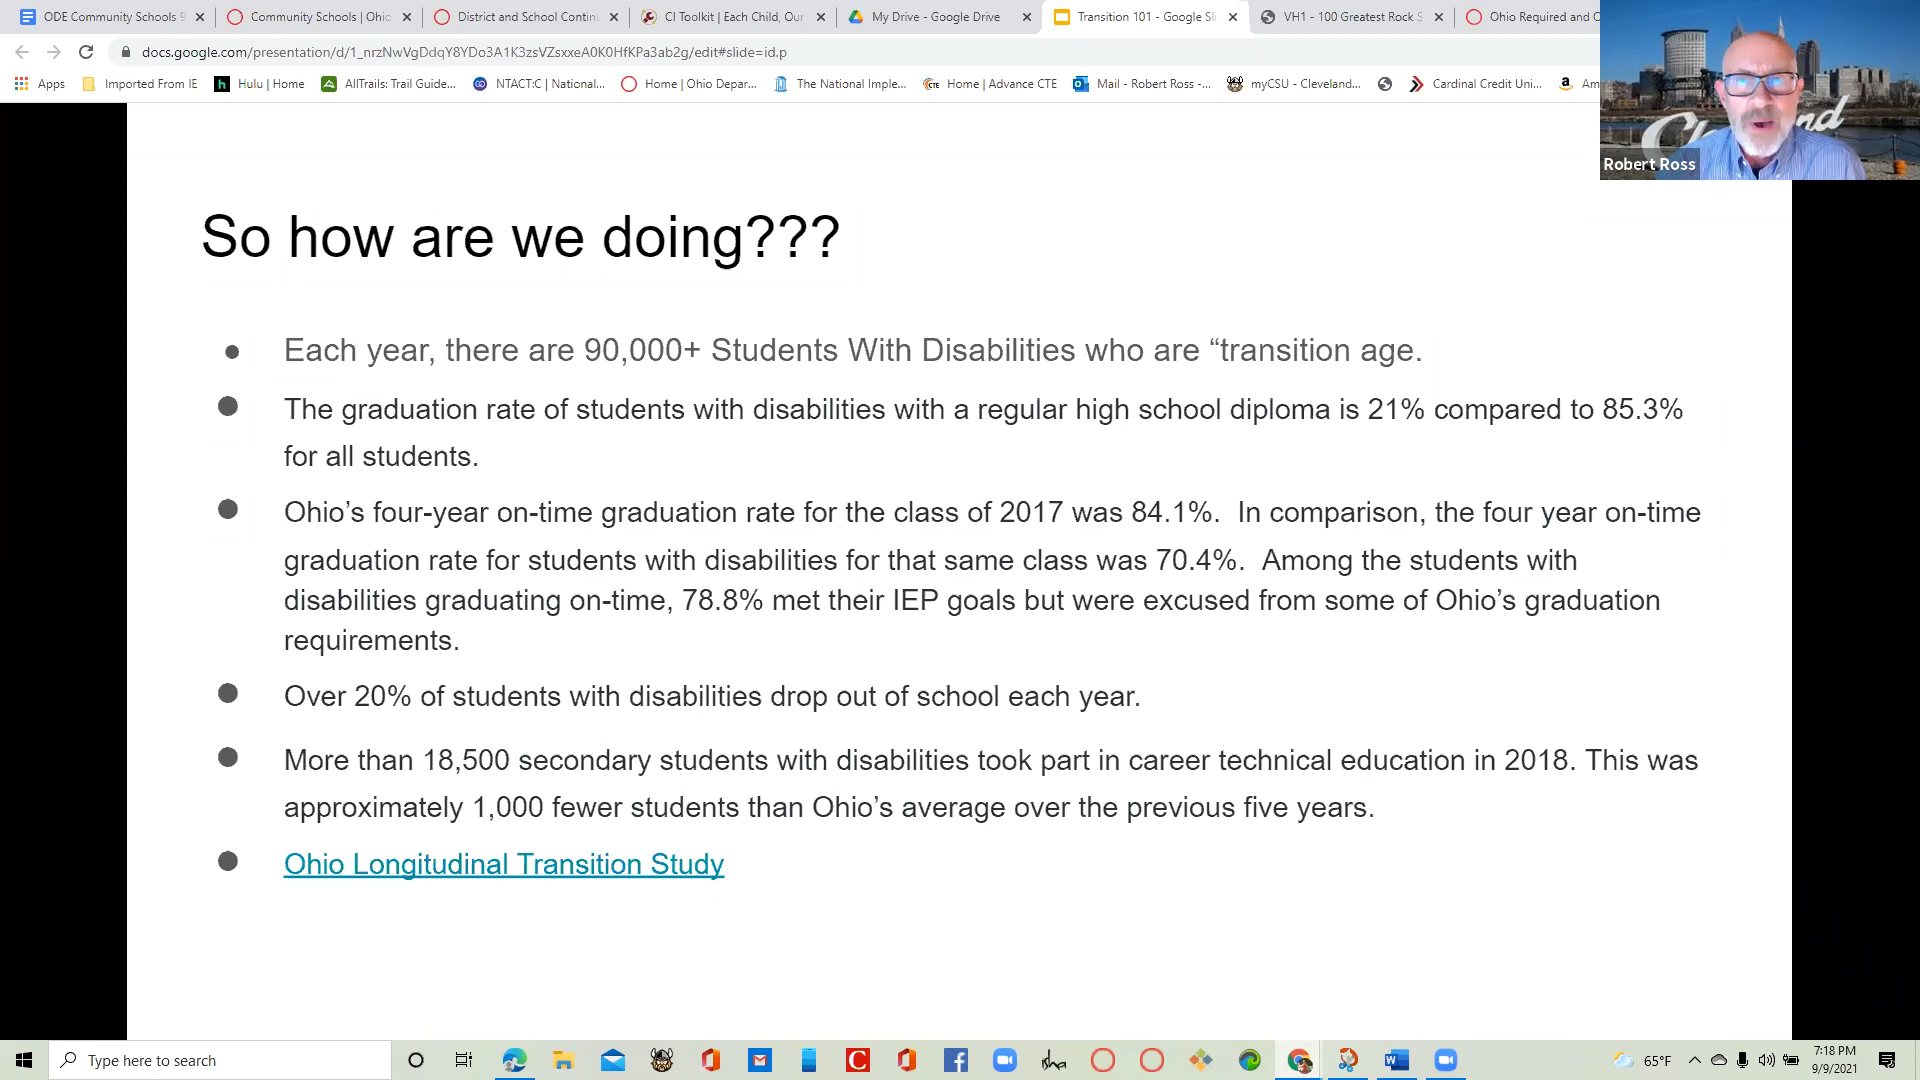 ODE Community Schools 9
Community Schools | Ohio
District and School Continu
CI Toolkit | Each Child, Our
My Drive - Google Drive
Transition 101 - Google Sli
VH1 - 100 Greatest Rock S
Ohio Required and O
docs.google.com/presentation/d/1_nrzNwVgDdqY8YDo3A1K3zsVZsxxeA0K0HfKPa3ab2g/edit#slide=id.p
Apps
Imported From IE
Hulu | Home
AllTrails: Trail Guide...
NTACT:C | National...
Home | Ohio Depar...
The National Imple...
Home | Advance CTE
Mail - Robert Ross -...
myCSU - Cleveland...
Cardinal Credit Uni...
Am
Robert Ross
So how are we doing???
● Each year, there are 90,000+ Students With Disabilities who are “transition age.
● The graduation rate of students with disabilities with a regular high school diploma is 21% compared to 85.3%
for all students.
● Ohio’s four-year on-time graduation rate for the class of 2017 was 84.1%.  In comparison, the four year on-time
graduation rate for students with disabilities for that same class was 70.4%.  Among the students with
disabilities graduating on-time, 78.8% met their IEP goals but were excused from some of Ohio’s graduation
requirements.
● Over 20% of students with disabilities drop out of school each year.
● More than 18,500 secondary students with disabilities took part in career technical education in 2018. This was
approximately 1,000 fewer students than Ohio’s average over the previous five years.
● Ohio Longitudinal Transition Study
Type here to search
65°F
7:18 PM
9/9/2021